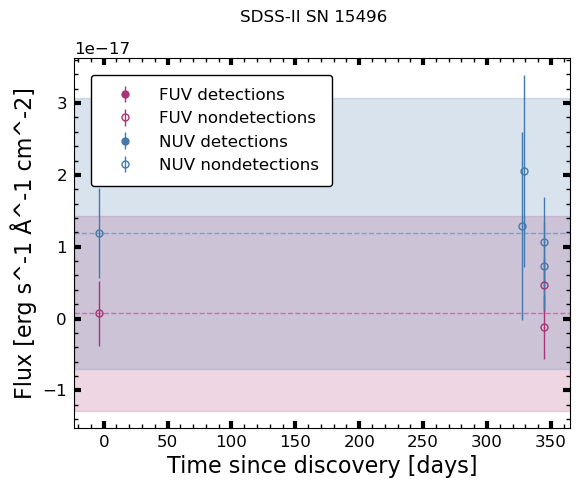 SDSS-II SN 15496
1e−17
FUV detections
FUV nondetections
NUV detections
NUV nondetections
3
2
1
0
−1
Flux [erg s^-1 Å^-1 cm^-2]
0 50 100 150 200 250 300 350
Time since discovery [days]